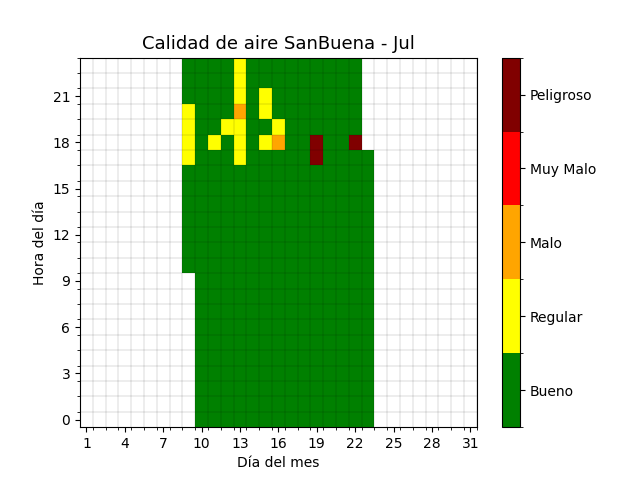 Calidad de aire SanBuena - Jul
Hora del día
21
18
15
12
9
6
3
0
1 4 7 10 13 16 19 22 25 28 31
Día del mes
Peligroso
Muy Malo
Malo
Regular
Bueno